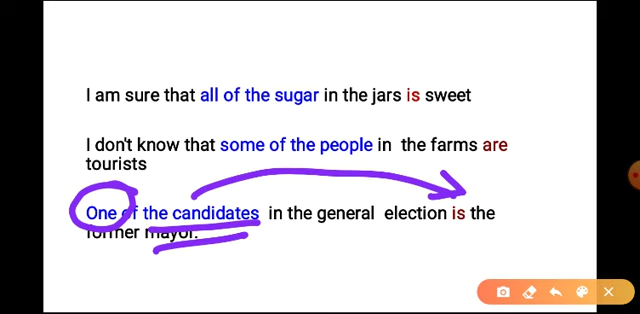 I am sure that all of the sugar in the jars is sweet
I don't know that some of the people in the farms are
tourists
One of the candidates in the general election is the
former mayor.